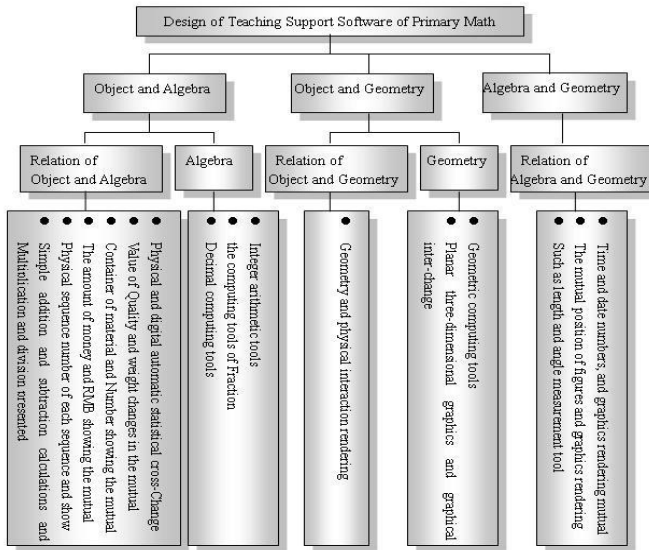 Design of Teaching Support Software of Primary Math
Object and Algebra
Object and Geometry
Algebra and Geometry
Relation of
Object and Algebra
Algebra
Relation of
Object and Geometry
Geometry
Relation of
Algebra and Geometry
Physical and digital automatic statistical cross-Change
Value of Quality and weight changes in the mutual
Container of material and Number showing the mutual
The amount of money and RMB showing the mutual
Physical sequence number of each sequence and show
Simple addition and subtraction calculations and
Multiplication and division presented
Integer arithmetic tools
the computing tools of Fraction
Decimal computing tools
Geometry and physical interaction rendering
Geometric computing tools
Planar three-dimensional graphics and graphical
inter-change
Time and date numbers, and graphics rendering mutual
The mutual position of figures and graphics rendering
Such as length and angle measurement tool